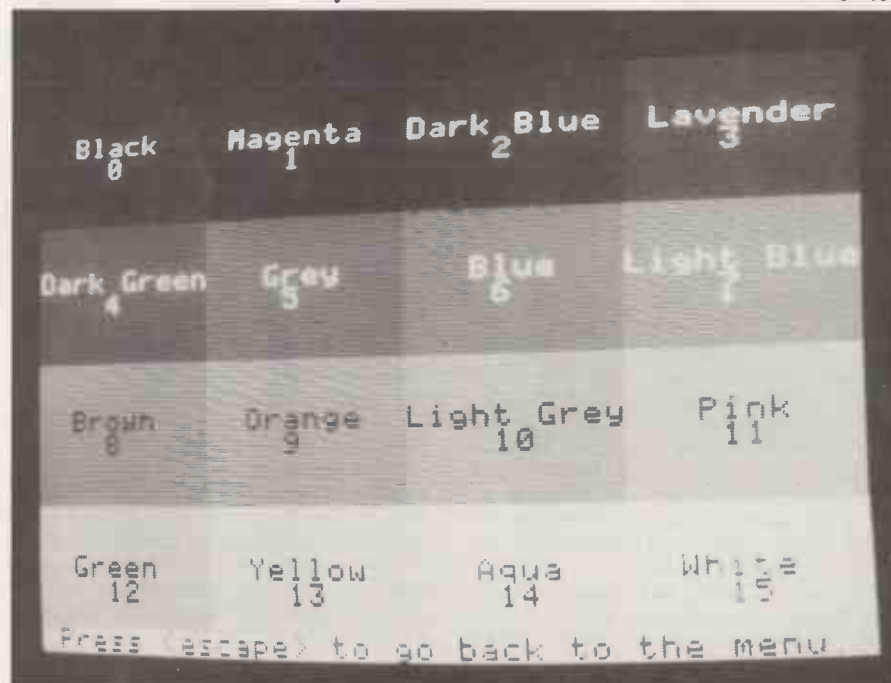 Black Magenta Dark Blue Lavender
0 1 2 3
Dark Green Grey Blue Light Blue
4 5 6 7
Brown Orange Light Grey Pink
8 9 10 11
Green Yellow Aqua White
12 13 14 15
Press <escape> to go back to the menu